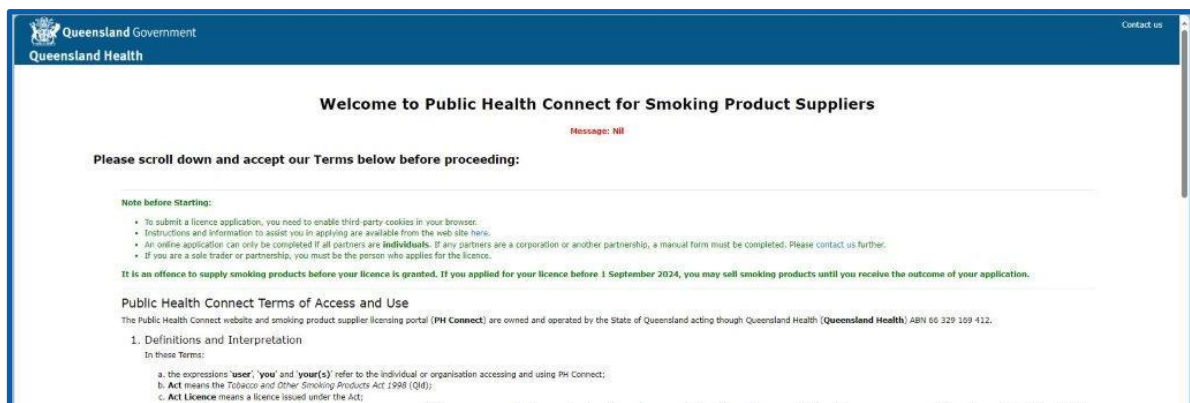 Queensland Government
Contact us
Queensland Health
Welcome to Public Health Connect for Smoking Product Suppliers
Message: Nil
Please scroll down and accept our Terms below before proceeding:
Note before Starting:
• To submit a licence application, you need to enable third-party cookies in your browser.
• Instructions and information to assist you in applying are available from the web site here.
• An online application can only be completed if all partners are individuals. If any partners are a corporation or another partnership, a manual form must be completed. Please contact us further.
• If you are a sole trader or partnership, you must be the person who applies for the licence.
It is an offence to supply smoking products before your licence is granted. If you applied for your licence before 1 September 2024, you may sell smoking products until you receive the outcome of your application.
Public Health Connect Terms of Access and Use
The Public Health Connect website and smoking product supplier licensing portal (PH Connect) are owned and operated by the State of Queensland acting though Queensland Health (Queensland Health) ABN 66 329 169 412.
1. Definitions and Interpretation
In these Terms:
a. the expressions 'user', 'you' and 'your(s)' refer to the individual or organisation accessing and using PH Connect;
b. Act means the Tobacco and Other Smoking Products Act 1998 (Qld);
c. Act Licence means a licence issued under the Act;